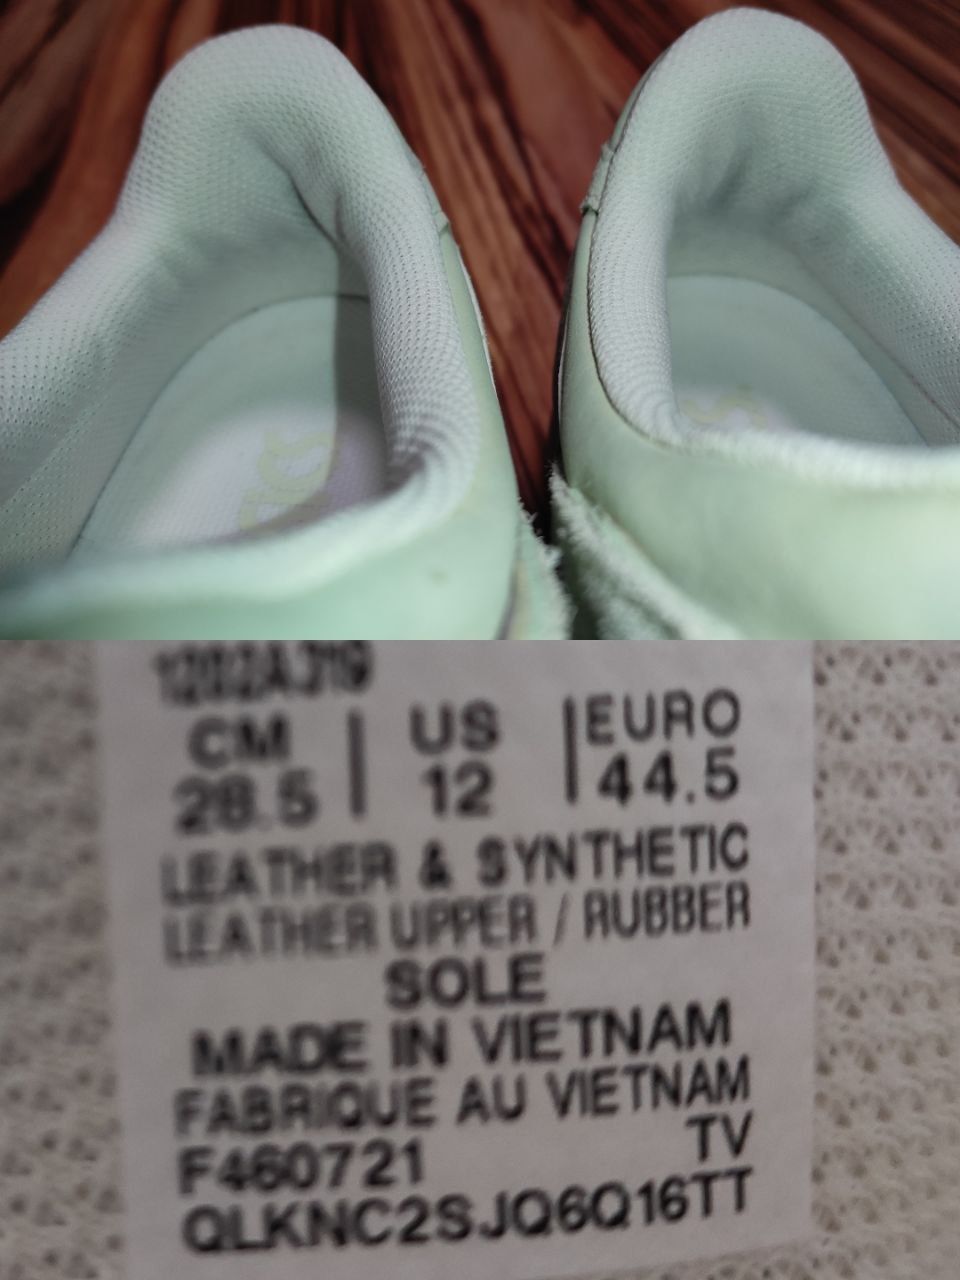 1202A319
CM | US | EURO
28.5 | 12 | 44.5
LEATHER & SYNTHETIC
LEATHER UPPER / RUBBER
SOLE
MADE IN VIETNAM
FABRIQUE AU VIETNAM
F460721 TV
QLKNC2SJQ6Q16TT